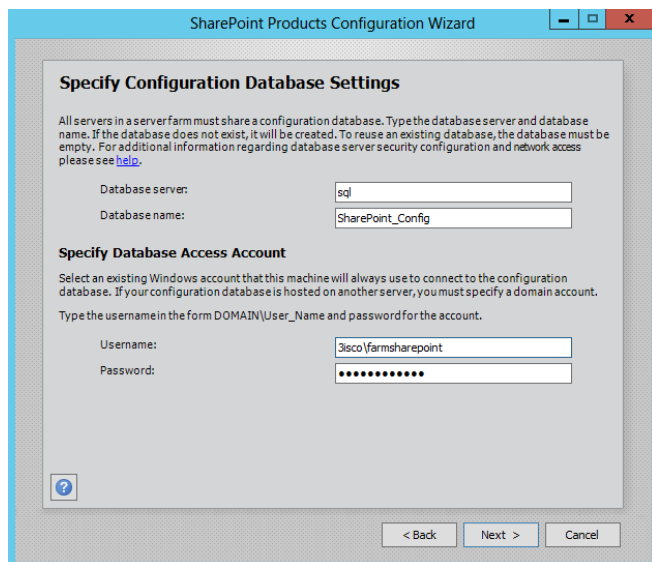 SharePoint Products Configuration Wizard
Specify Configuration Database Settings
All servers in a server farm must share a configuration database. Type the database server and database
name. If the database does not exist, it will be created. To reuse an existing database, the database must be
empty. For additional information regarding database server security configuration and network access
please see help.
Database server:
sql
Database name:
SharePoint_Config
Specify Database Access Account
Select an existing Windows account that this machine will always use to connect to the configuration
database. If your configuration database is hosted on another server, you must specify a domain account.
Type the username in the form DOMAIN\User_Name and password for the account.
Username:
3isco\farmsharepoint
Password:
●●●●●●●●●●●●
?
< Back
Next >
Cancel